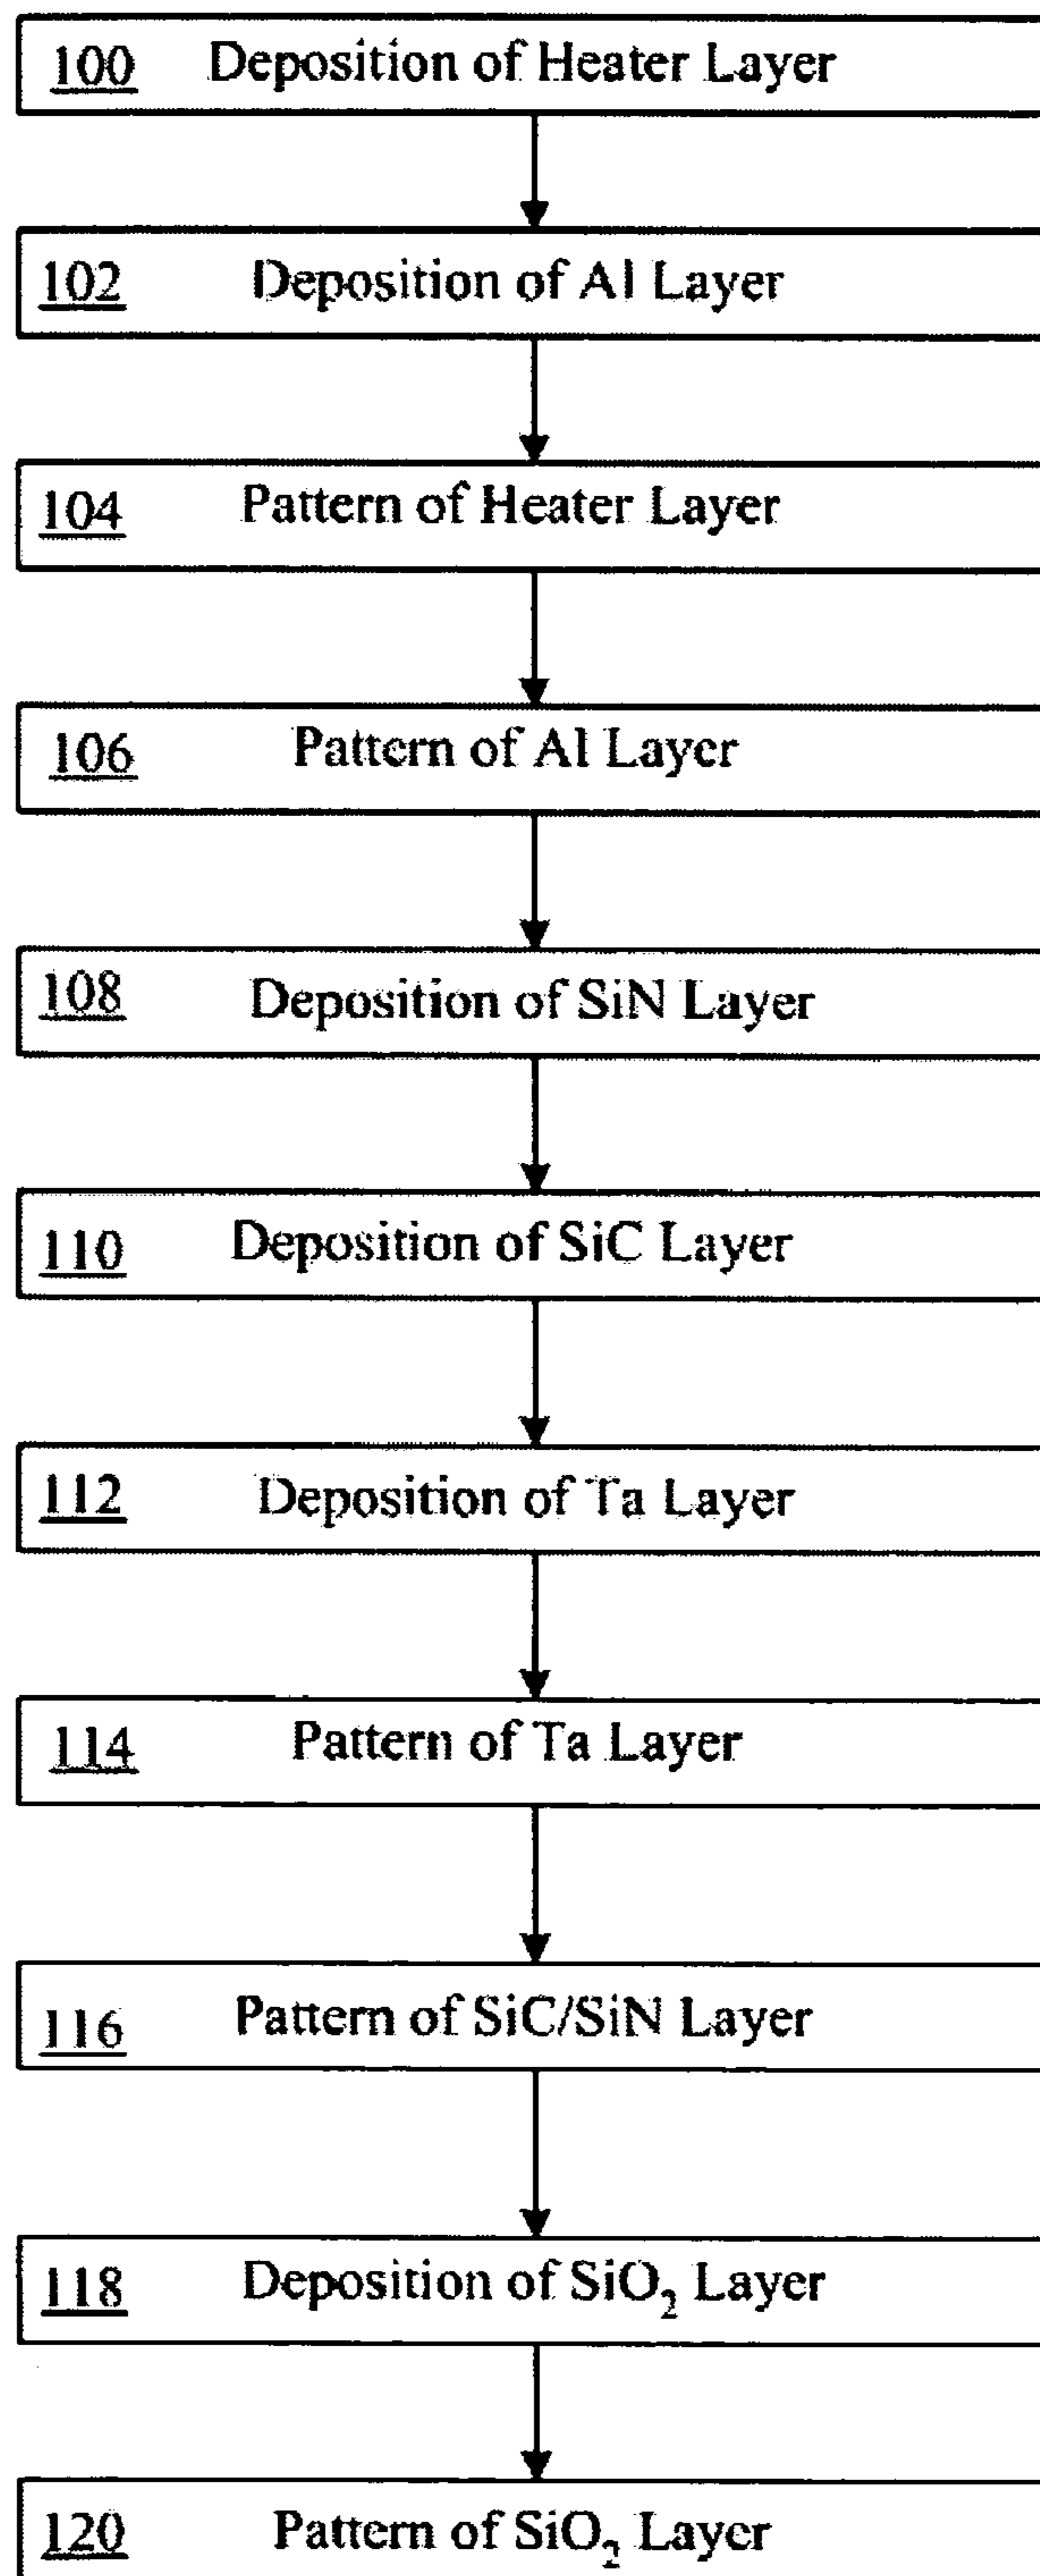 100 Deposition of Heater Layer
102 Deposition of Al Layer
104 Pattern of Heater Layer
106 Pattern of Al Layer
108 Deposition of SiN Layer
110 Deposition of SiC Layer
112 Deposition of Ta Layer
114 Pattern of Ta Layer
116 Pattern of SiC/SiN Layer
118 Deposition of SiO₂ Layer
120 Pattern of SiO₂ Layer